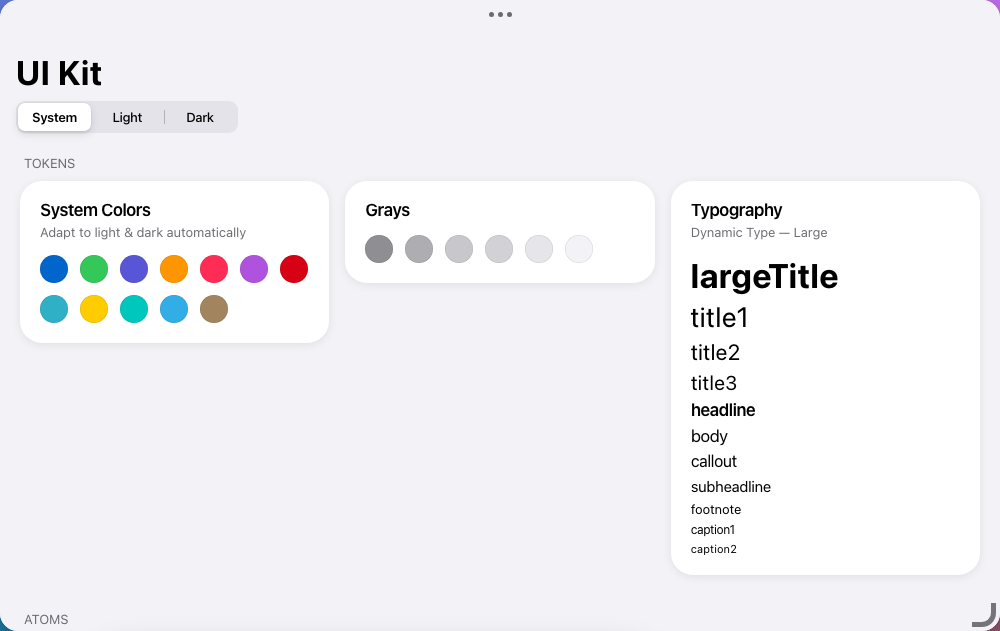 UI Kit
System Light Dark
TOKENS
System Colors
Adapt to light & dark automatically
Grays
Typography
Dynamic Type — Large
largeTitle
title1
title2
title3
headline
body
callout
subheadline
footnote
caption1
caption2
ATOMS